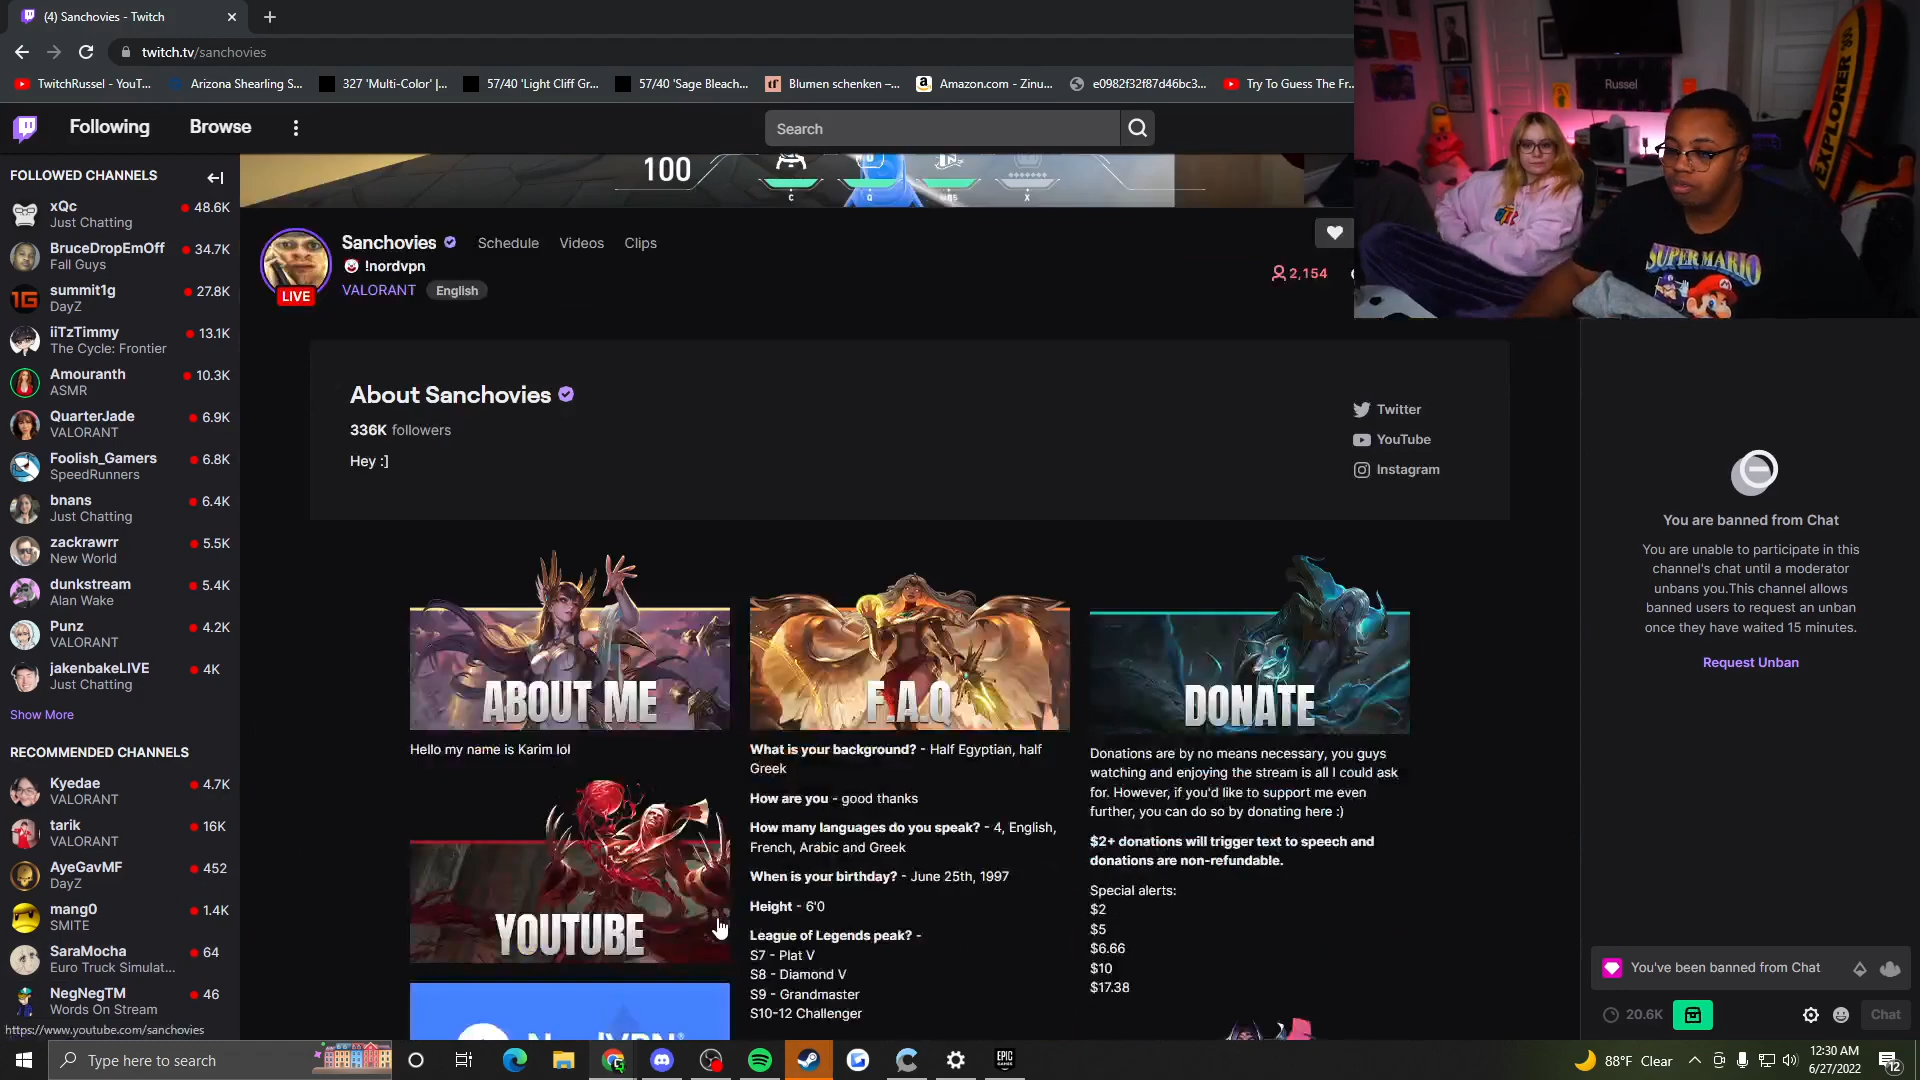 (4) Sanchovies - Twitch
twitch.tv/sanchovies
TwitchRussel - YouT...
Arizona Shearling S...
327 'Multi-Color' |...
57/40 'Light Cliff Gr...
57/40 'Sage Bleach...
Blumen schenken –...
Amazon.com - Zinu...
e0982f32f87d46bc3...
Try To Guess The Fr...
Following
Browse
Search
FOLLOWED CHANNELS
xQc
Just Chatting
48.6K
BruceDropEmOff
Fall Guys
34.7K
summit1g
DayZ
27.8K
iiTzTimmy
The Cycle: Frontier
13.1K
Amouranth
ASMR
10.3K
QuarterJade
VALORANT
6.9K
Foolish_Gamers
SpeedRunners
6.8K
bnans
Just Chatting
6.4K
zackrawrr
New World
5.5K
dunkstream
Alan Wake
5.4K
Punz
VALORANT
4.2K
jakenbakeLIVE
Just Chatting
4K
Show More
RECOMMENDED CHANNELS
Kyedae
VALORANT
4.7K
tarik
VALORANT
16K
AyeGavMF
DayZ
452
mang0
SMITE
1.4K
SaraMocha
Euro Truck Simulat...
64
NegNegTM
Words On Stream
46
https://www.youtube.com/sanchovies
100
C
Q
X
Sanchovies
Schedule
Videos
Clips
!nordvpn
LIVE
VALORANT
English
2,154
About Sanchovies
336K followers
Hey :]
Twitter
YouTube
Instagram
ABOUT ME
Hello my name is Karim lol
YOUTUBE
F.A.Q
What is your background? - Half Egyptian, half
Greek
How are you - good thanks
How many languages do you speak? - 4, English,
French, Arabic and Greek
When is your birthday? - June 25th, 1997
Height - 6'0
League of Legends peak? -
S7 - Plat V
S8 - Diamond V
S9 - Grandmaster
S10-12 Challenger
DONATE
Donations are by no means necessary, you guys
watching and enjoying the stream is all I could ask
for. However, if you'd like to support me even
further, you can do so by donating here :)
$2+ donations will trigger text to speech and
donations are non-refundable.
Special alerts:
$2
$5
$6.66
$10
$17.38
Russel
SUPER MARIO
EXPLORER
You are banned from Chat
You are unable to participate in this
channel's chat until a moderator
unbans you.This channel allows
banned users to request an unban
once they have waited 15 minutes.
Request Unban
You've been banned from Chat
20.6K
Chat
Type here to search
EPIC
GAMES
88°F Clear
12:30 AM
6/27/2022
12